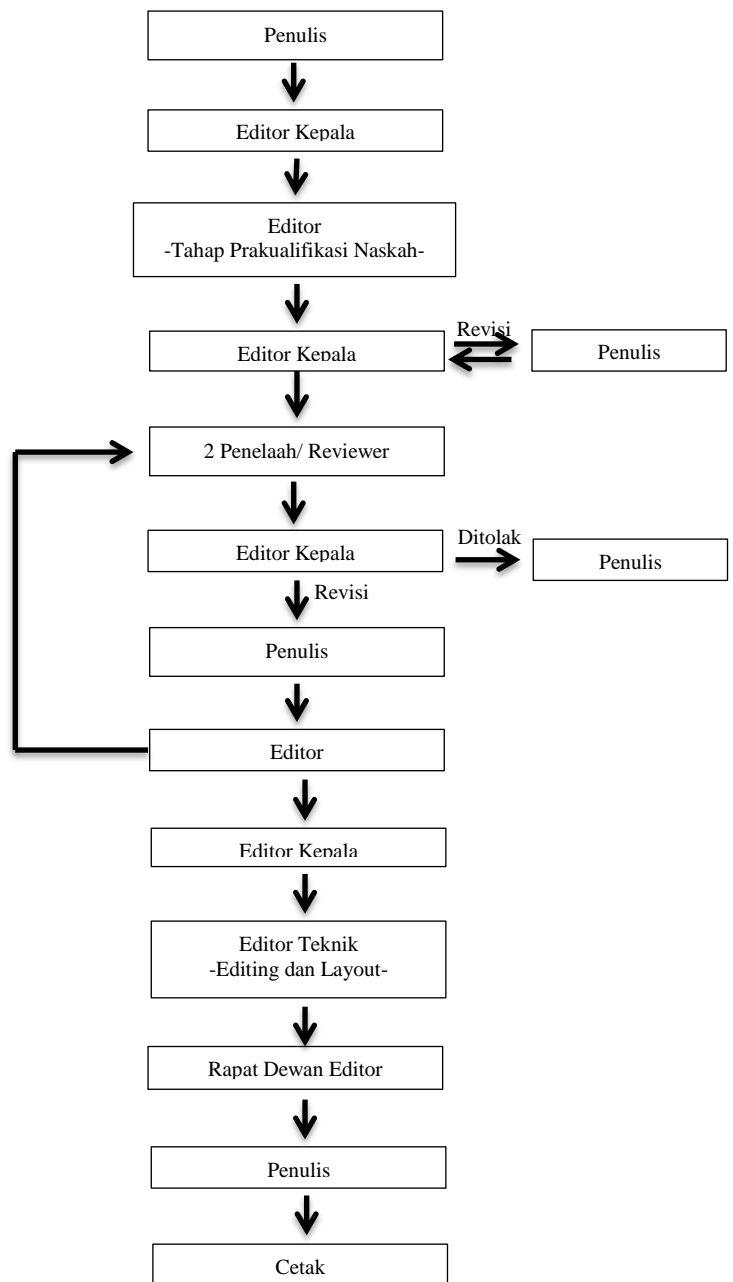 Penulis
Editor Kepala
Editor
-Tahap Prakualifikasi Naskah-
Revisi
Editor Kepala
Penulis
2 Penelaah/ Reviewer
Ditolak
Editor Kepala
Penulis
Revisi
Penulis
Editor
Editor Kepala
Editor Teknik
-Editing dan Layout-
Rapat Dewan Editor
Penulis
Cetak